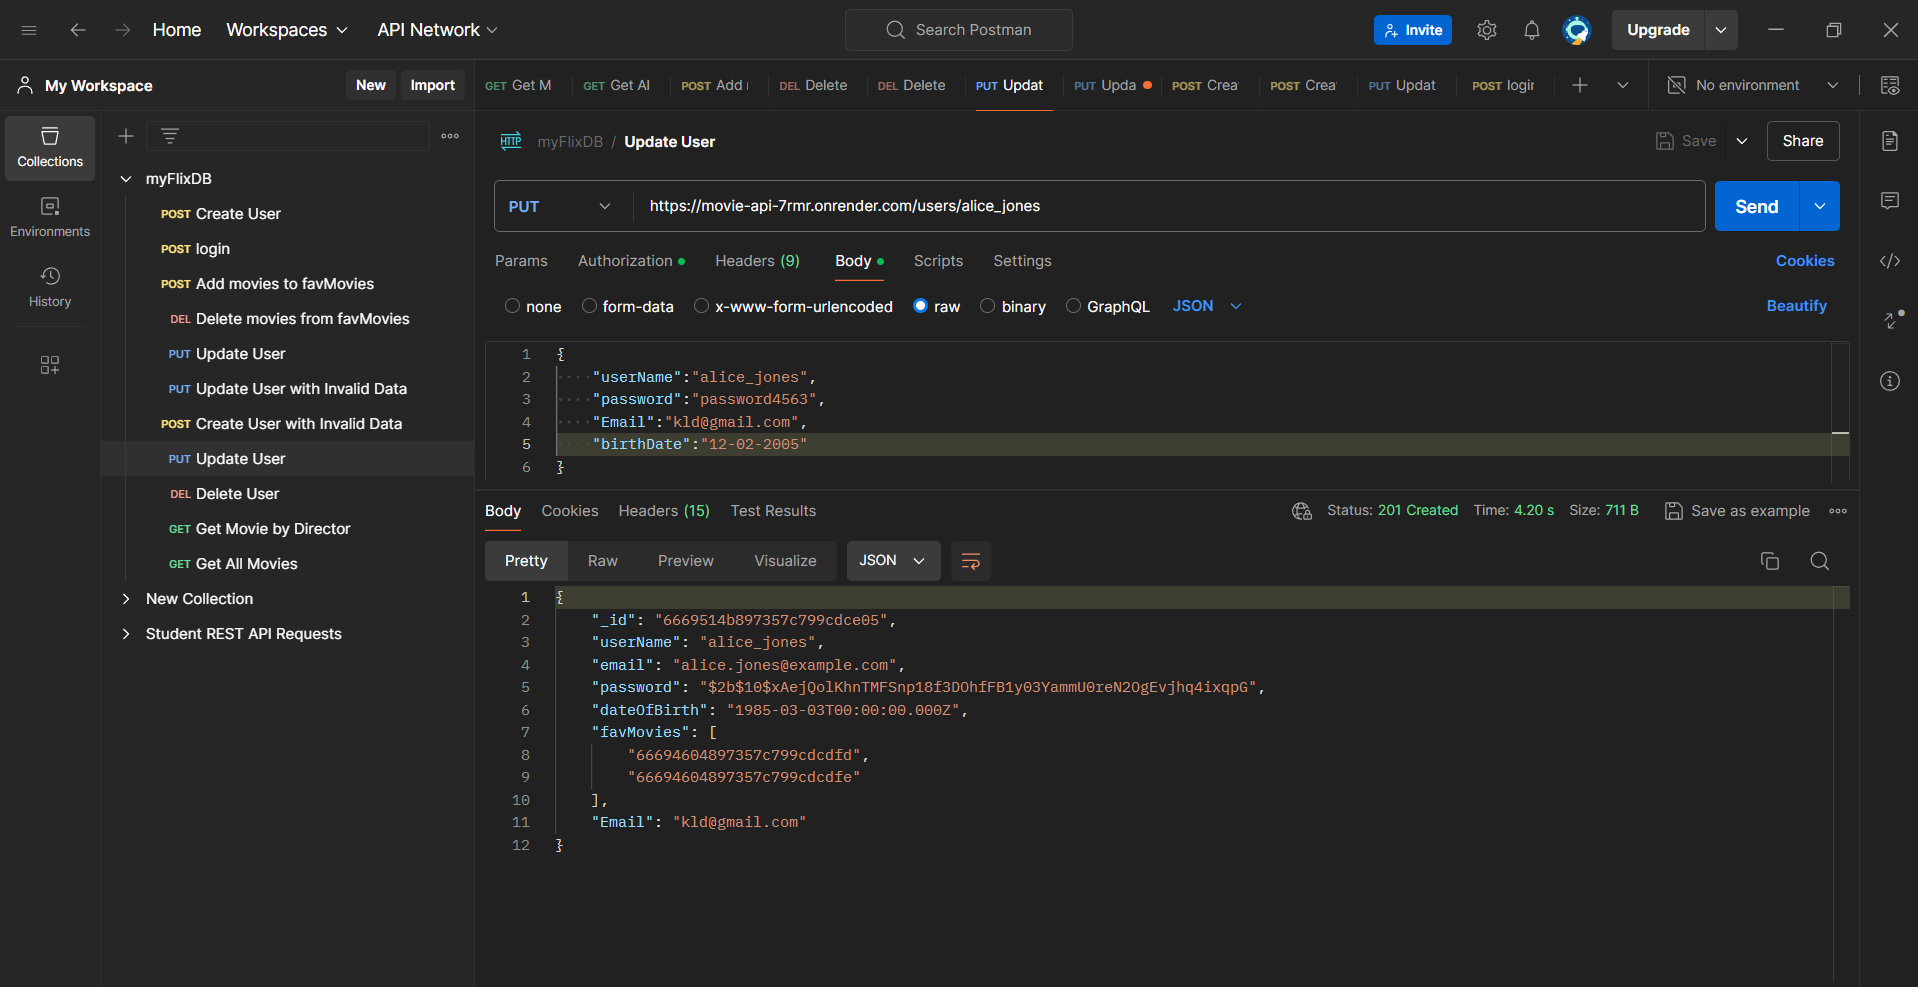 Home Workspaces API Network Search Postman Invite Upgrade
My Workspace New Import GET Get M GET Get Al POST Add DEL Delete DEL Delete PUT Updat PUT Upda POST Crea POST Crea PUT Updat POST login No environment
Collections
Environments
History
myFlixDB
POST Create User
POST login
POST Add movies to favMovies
DEL Delete movies from favMovies
PUT Update User
PUT Update User with Invalid Data
POST Create User with Invalid Data
PUT Update User
DEL Delete User
GET Get Movie by Director
GET Get All Movies
New Collection
Student REST API Requests
HTTP myFlixDB / Update User Save Share
PUT https://movie-api-7rmr.onrender.com/users/alice_jones Send
Params Authorization Headers (9) Body Scripts Settings Cookies
none form-data x-www-form-urlencoded raw binary GraphQL JSON Beautify
1 {
2 "userName":"alice_jones",
3 "password":"password4563",
4 "Email":"kld@gmail.com",
5 "birthDate":"12-02-2005"
6 }
Body Cookies Headers (15) Test Results Status: 201 Created Time: 4.20 s Size: 711 B Save as example
Pretty Raw Preview Visualize JSON
1 {
2 "_id": "6669514b897357c799cdce05",
3 "userName": "alice_jones",
4 "email": "alice.jones@example.com",
5 "password": "$2b$10$xAejQolKhnTMFSnp18f3DOhfFB1y03YammU0reN2OgEvjhq4ixqpG",
6 "dateOfBirth": "1985-03-03T00:00:00.000Z",
7 "favMovies": [
8 "66694604897357c799cdcdfd",
9 "66694604897357c799cdcdfe"
10 ],
11 "Email": "kld@gmail.com"
12 }